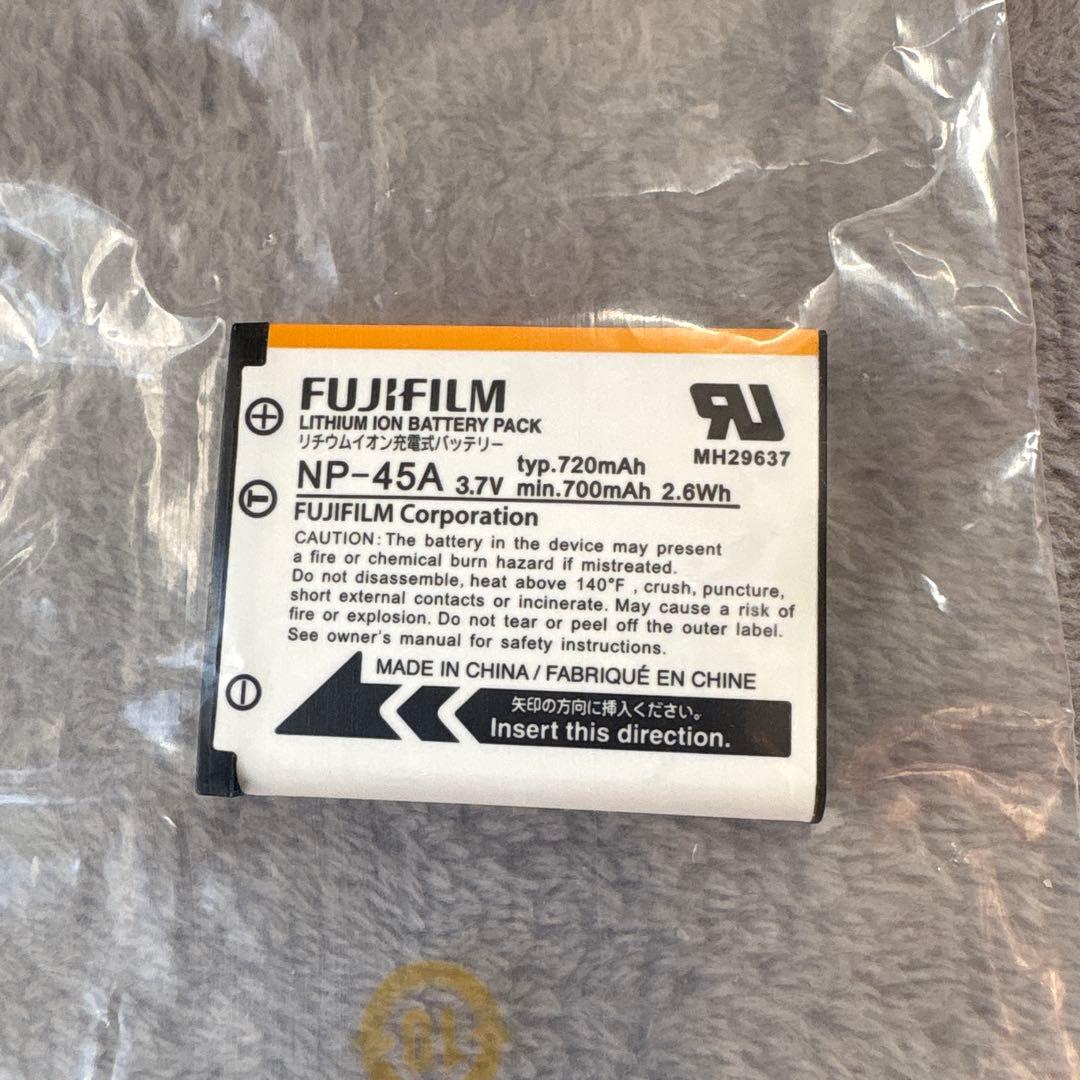 FUJIFILM
LITHIUM ION BATTERY PACK
リチウムイオン充電式バッテリー
NP-45A 3.7V typ.720mAh min.700mAh 2.6Wh
MH29637
FUJIFILM Corporation
CAUTION: The battery in the device may present
a fire or chemical burn hazard if mistreated.
Do not disassemble, heat above 140°F , crush, puncture,
short external contacts or incinerate. May cause a risk of
fire or explosion. Do not tear or peel off the outer label.
See owner's manual for safety instructions.
MADE IN CHINA / FABRIQUÉ EN CHINE
矢印の方向に挿入ください。
Insert this direction.
+
T
−
10